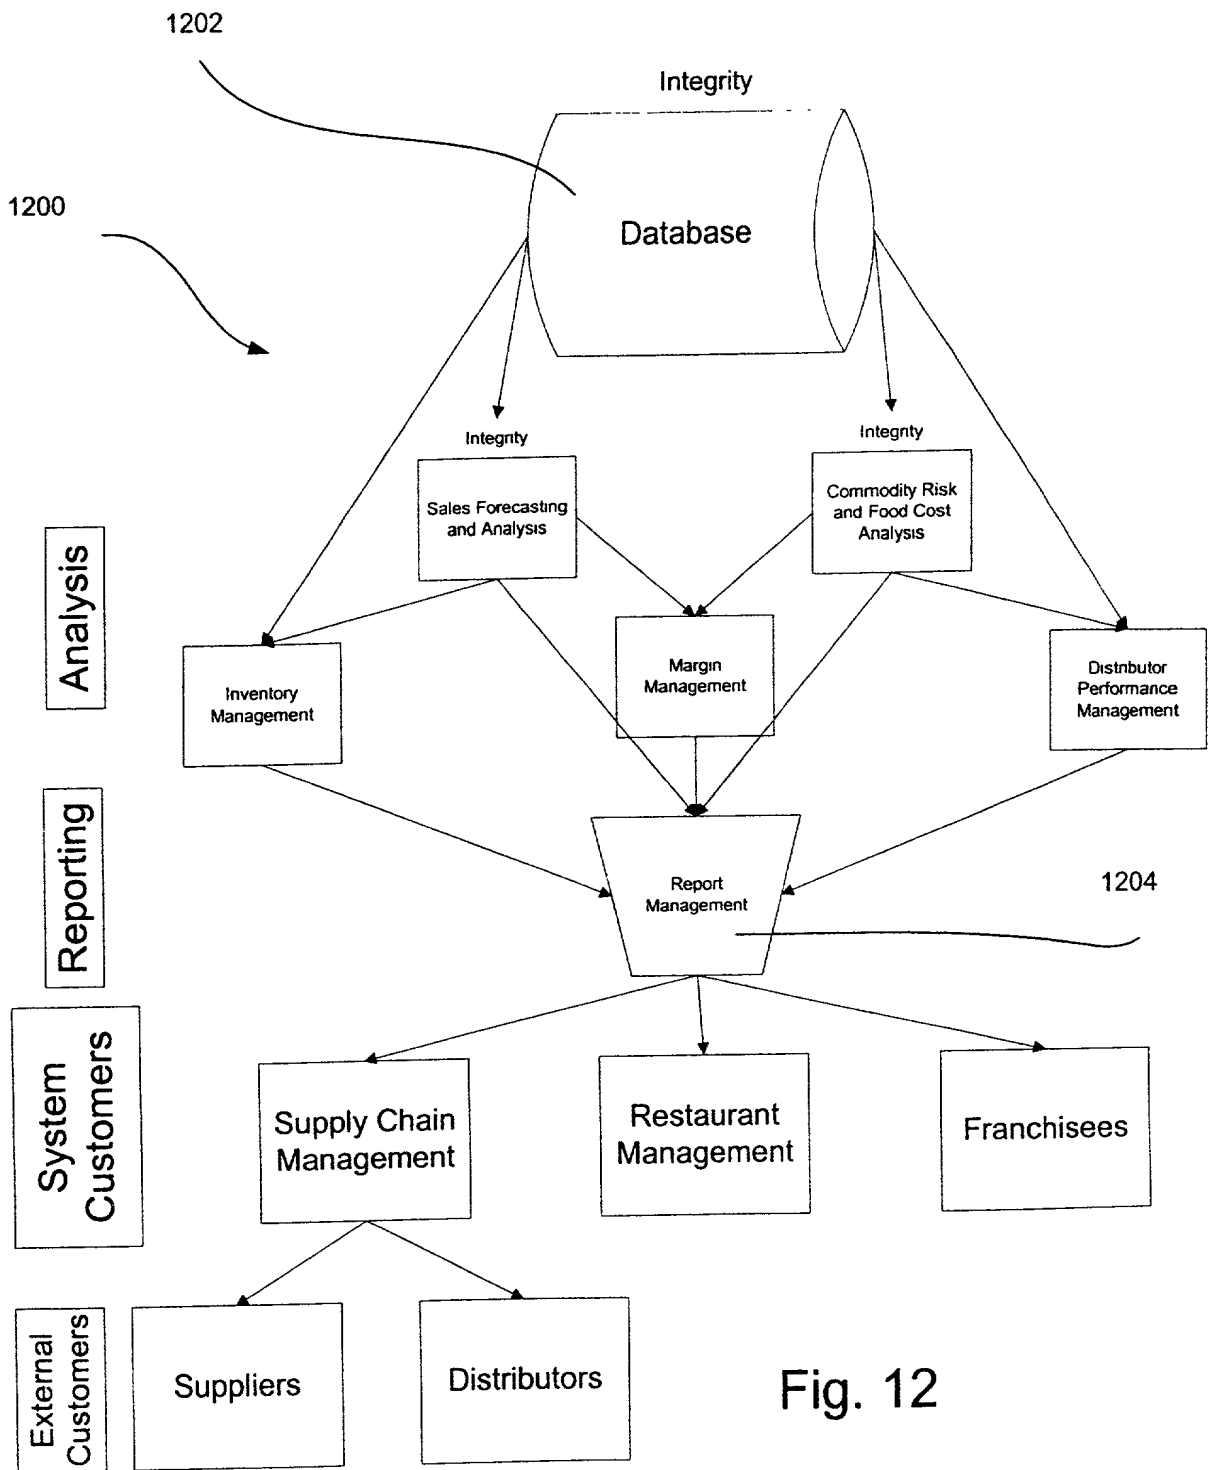 1202
Integrity
1200
Database
Integrity
Integrity
Sales Forecasting
and Analysis
Commodity Risk
and Food Cost
Analysis
Analysis
Inventory
Management
Margin
Management
Distributor
Performance
Management
Reporting
Report
Management
1204
System
Customers
Supply Chain
Management
Restaurant
Management
Franchisees
External
Customers
Suppliers
Distributors
Fig. 12